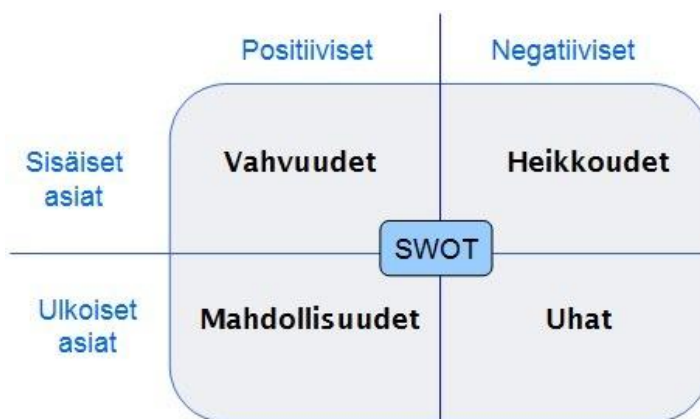 Positiiviset Negatiiviset
Sisäiset
asiat
Vahvuudet Heikkoudet
SWOT
Ulkoiset
asiat
Mahdollisuudet Uhat